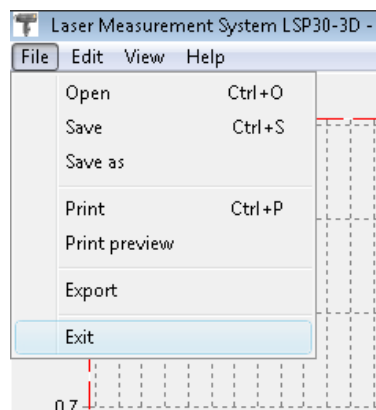 Laser Measurement System LSP30-3D -
File Edit View Help
Open Ctrl+O
Save Ctrl+S
Save as
Print Ctrl+P
Print preview
Export
Exit
0.7